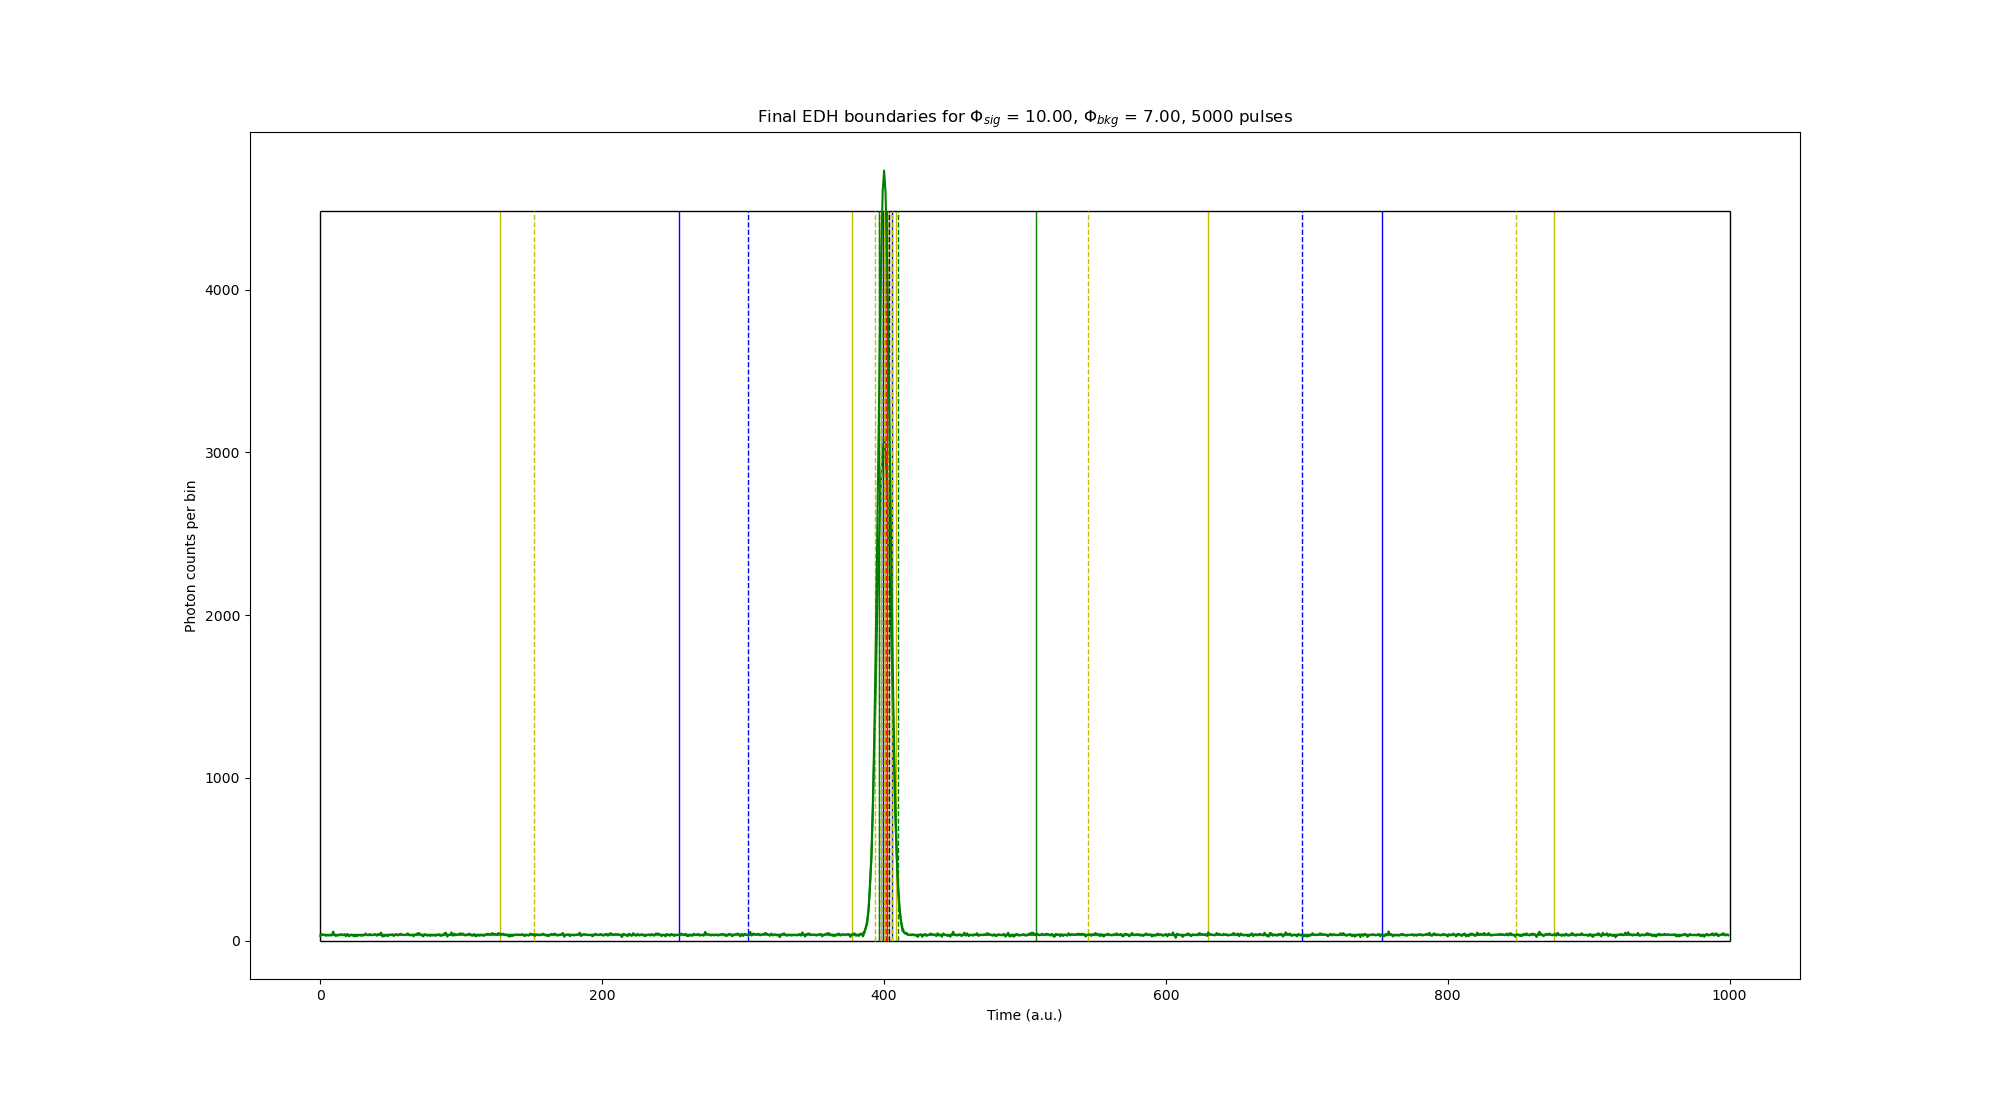 Final EDH boundaries for Φsig = 10.00, Φbkg = 7.00, 5000 pulses
Photon counts per bin
4000
3000
2000
1000
0
0 200 400 600 800 1000
Time (a.u.)